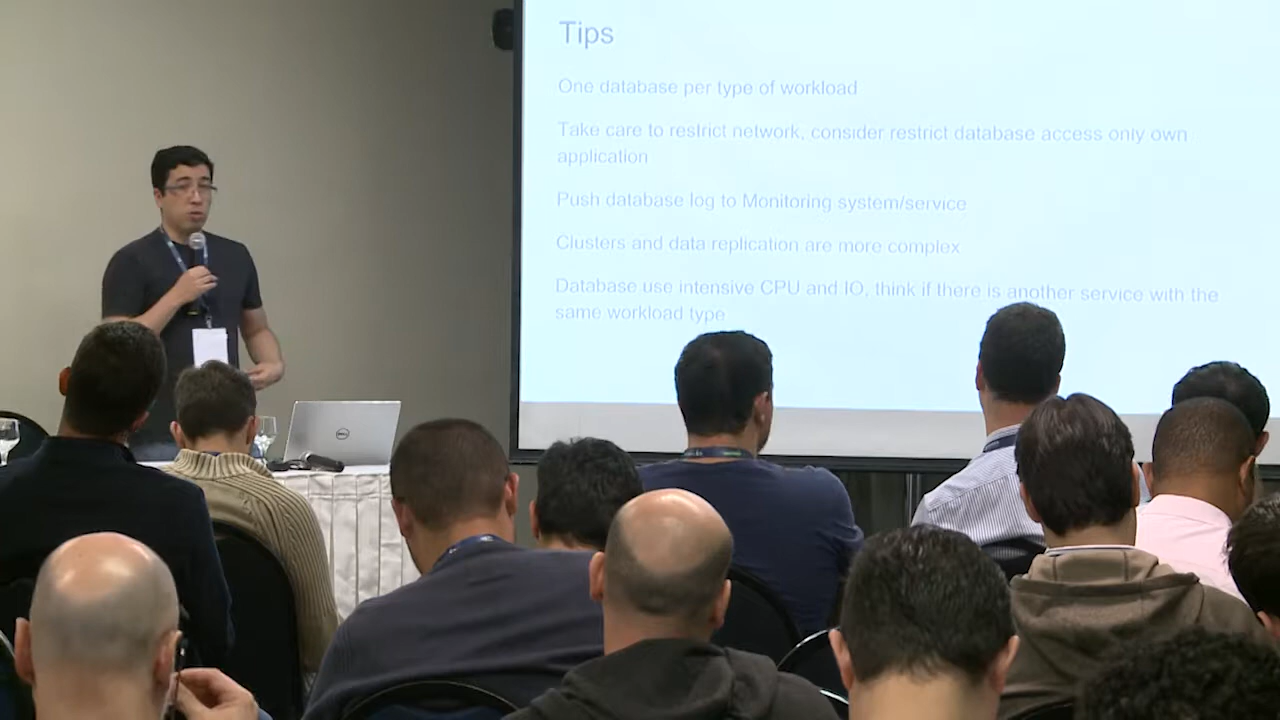 Tips
One database per type of workload
Take care to restrict network, consider restrict database access only own
application
Push database log to Monitoring system/service
Clusters and data replication are more complex
Database use intensive CPU and IO, think if there is another service with the
same workload type
DELL